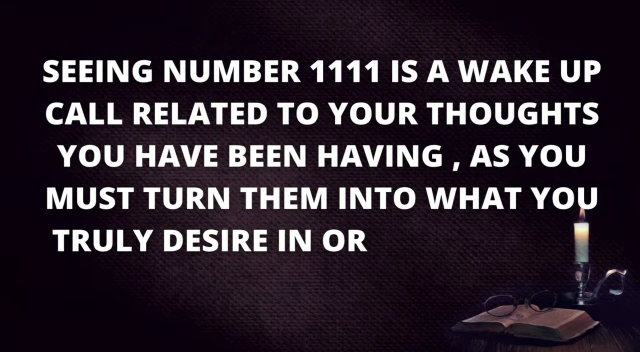 SEEING NUMBER 1111 IS A WAKE UP
CALL RELATED TO YOUR THOUGHTS
YOU HAVE BEEN HAVING , AS YOU
MUST TURN THEM INTO WHAT YOU
TRULY DESIRE IN OR